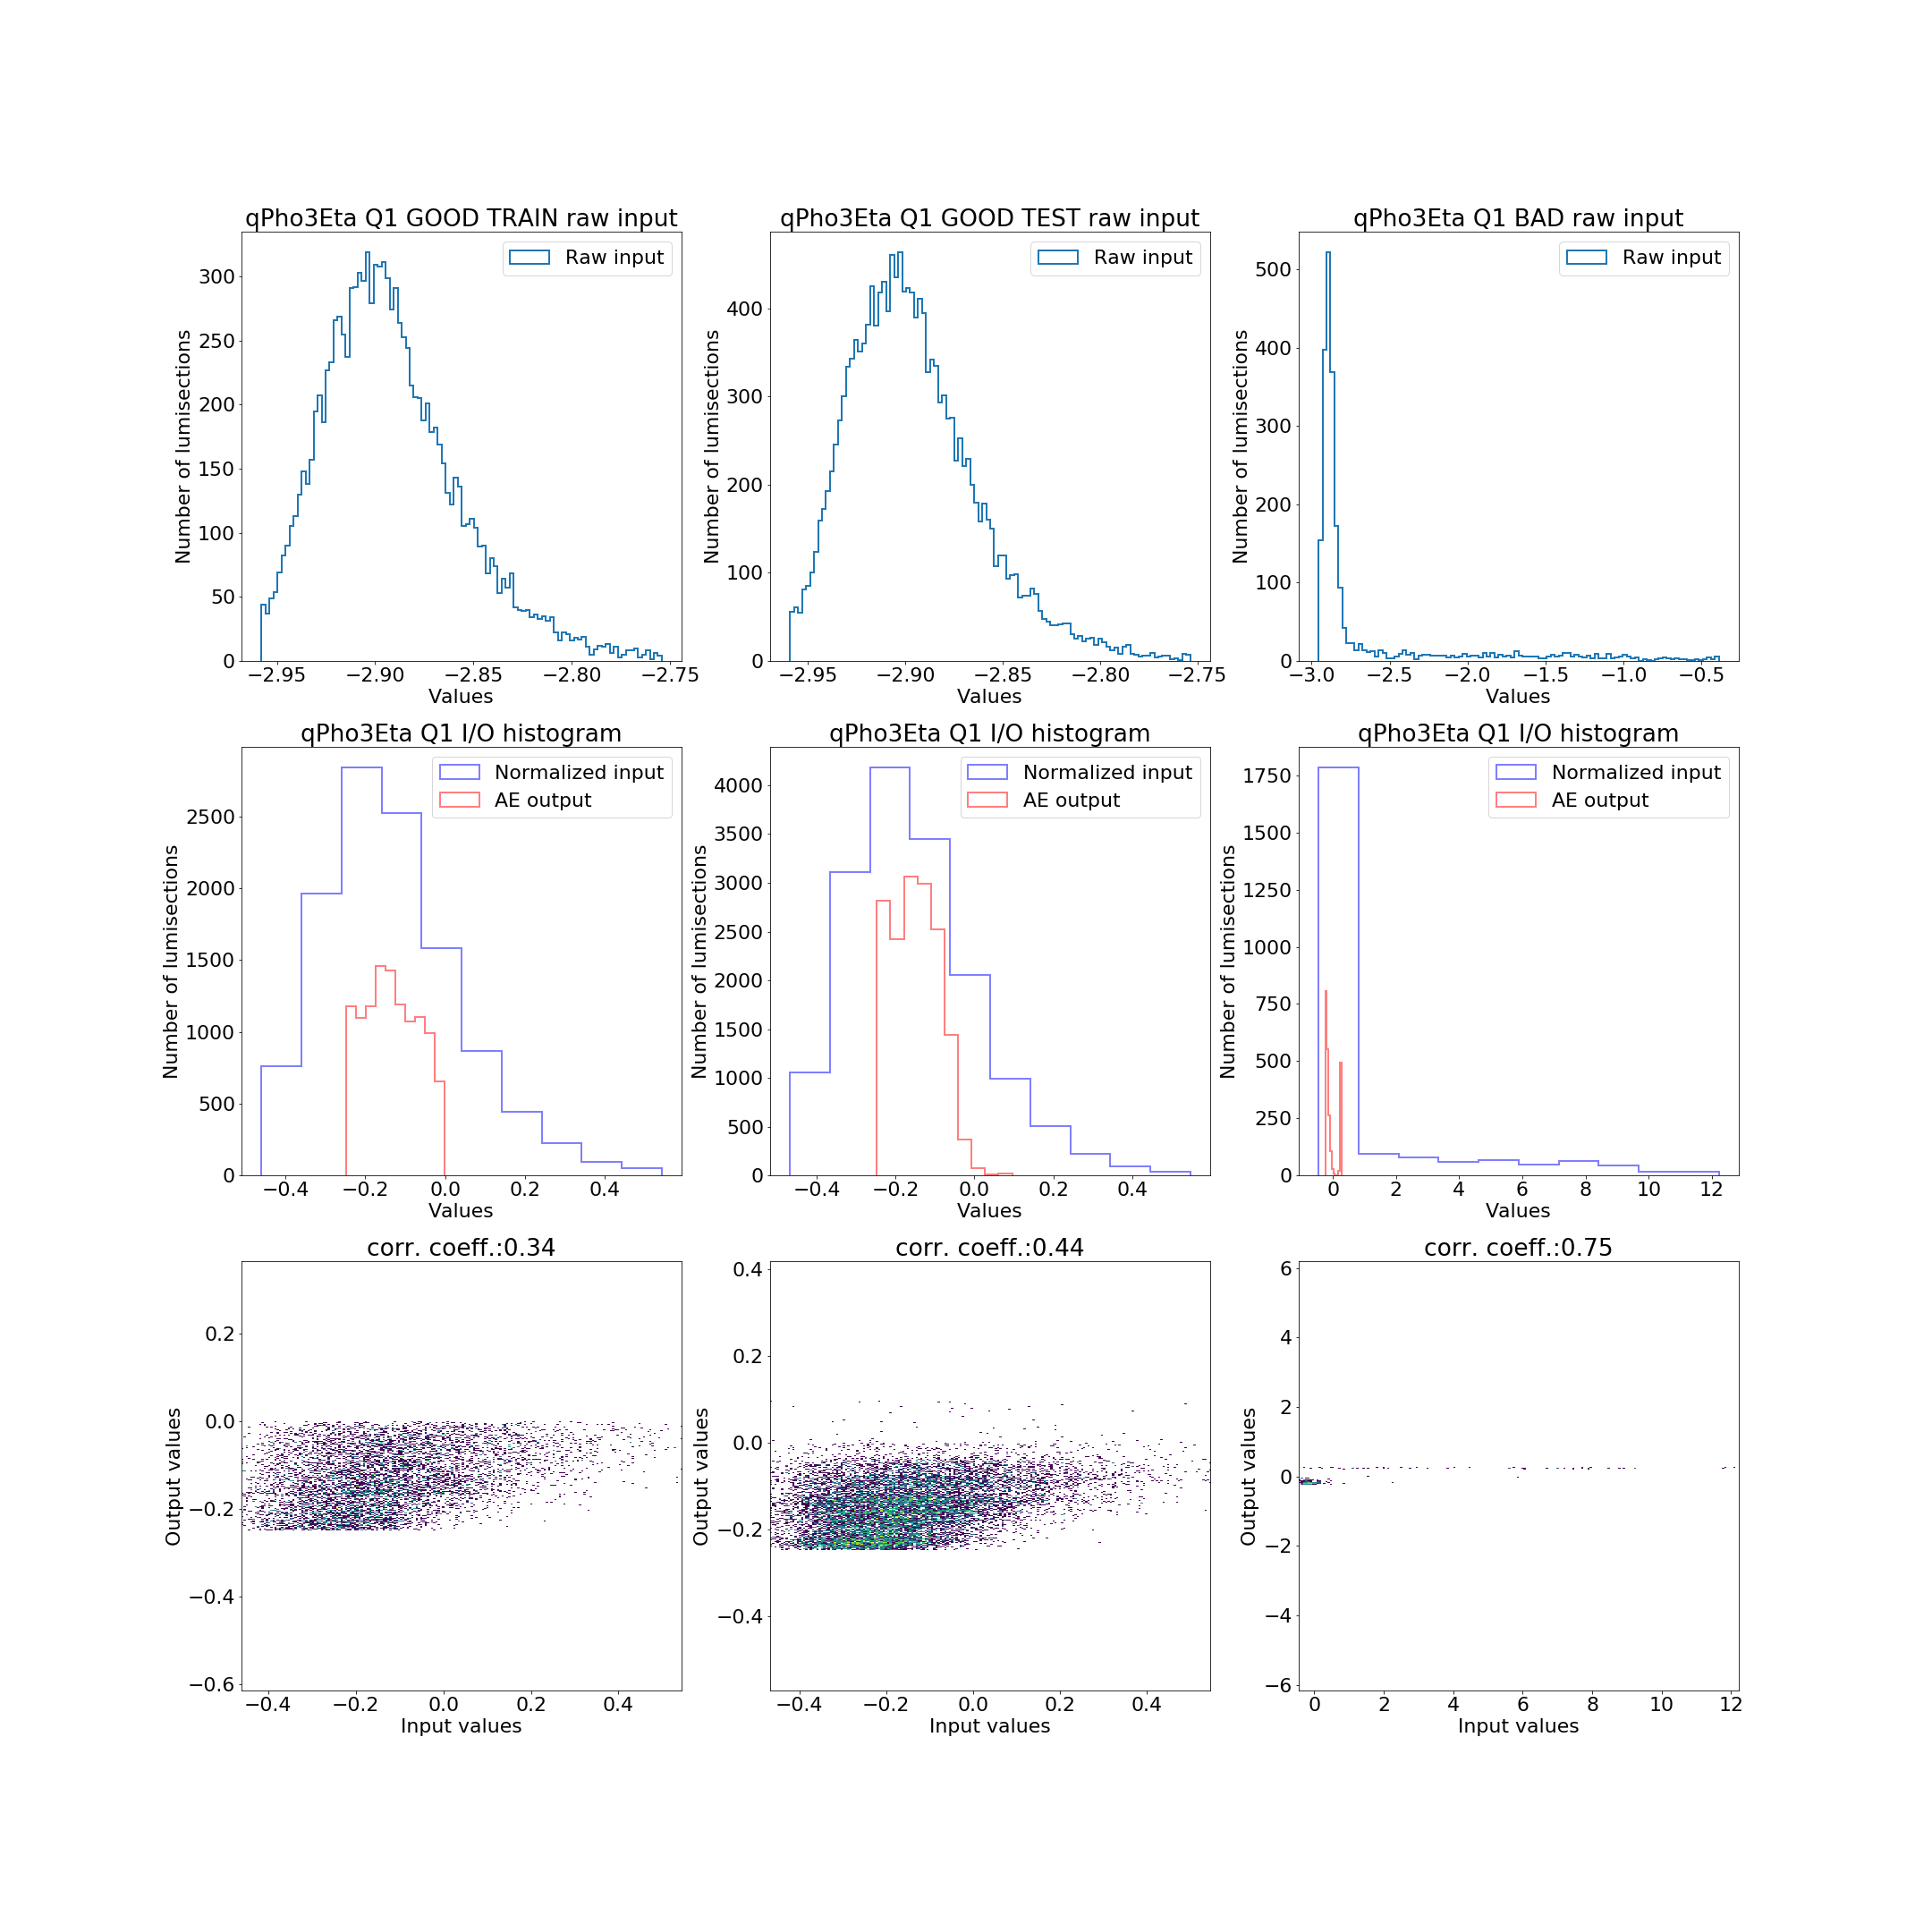 qPho3Eta Q1 GOOD TRAIN raw input
Raw input
Number of lumisections
300
250
200
150
100
50
0
−2.95 −2.90 −2.85 −2.80 −2.75
Values
qPho3Eta Q1 GOOD TEST raw input
Raw input
Number of lumisections
400
300
200
100
0
−2.95 −2.90 −2.85 −2.80 −2.75
Values
qPho3Eta Q1 BAD raw input
Raw input
Number of lumisections
500
400
300
200
100
0
−3.0 −2.5 −2.0 −1.5 −1.0 −0.5
Values
qPho3Eta Q1 I/O histogram
Normalized input
AE output
Number of lumisections
2500
2000
1500
1000
500
0
−0.4 −0.2 0.0 0.2 0.4
Values
qPho3Eta Q1 I/O histogram
Normalized input
AE output
Number of lumisections
4000
3500
3000
2500
2000
1500
1000
500
0
−0.4 −0.2 0.0 0.2 0.4
Values
qPho3Eta Q1 I/O histogram
Normalized input
AE output
Number of lumisections
1750
1500
1250
1000
750
500
250
0
0 2 4 6 8 10 12
Values
corr. coeff.:0.34
Output values
0.2
0.0
−0.2
−0.4
−0.6
−0.4 −0.2 0.0 0.2 0.4
Input values
corr. coeff.:0.44
Output values
0.4
0.2
0.0
−0.2
−0.4
−0.4 −0.2 0.0 0.2 0.4
Input values
corr. coeff.:0.75
Output values
6
4
2
0
−2
−4
−6
0 2 4 6 8 10 12
Input values